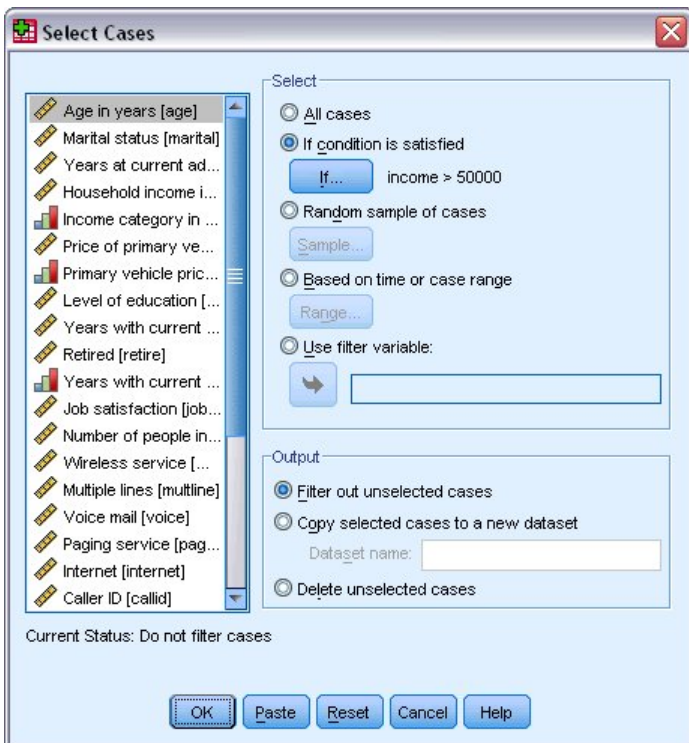 Select Cases
Age in years [age]
Marital status [marital]
Years at current ad...
Household income i...
Income category in ...
Price of primary ve...
Primary vehicle pric...
Level of education [...
Years with current ...
Retired [retire]
Years with current ...
Job satisfaction [job...
Number of people in...
Wireless service [...
Multiple lines [multline]
Voice mail [voice]
Paging service [pag...
Internet [internet]
Caller ID [callid]
Select
All cases
If condition is satisfied
If... income > 50000
Random sample of cases
Sample...
Based on time or case range
Range...
Use filter variable:
Output
Filter out unselected cases
Copy selected cases to a new dataset
Dataset name:
Delete unselected cases
Current Status: Do not filter cases
OK Paste Reset Cancel Help